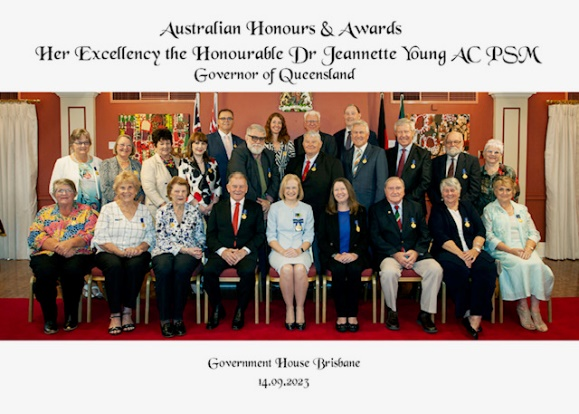 Australian Honours & Awards
Her Excellency the Honourable Dr Jeannette Young AC PSM
Governor of Queensland
Government House Brisbane
14.09.2023